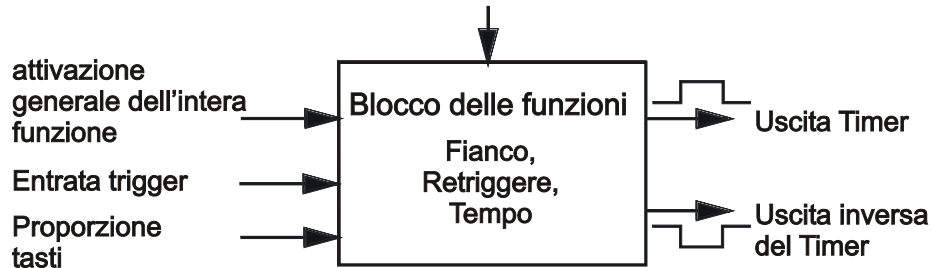 attivazione
generale dell'intera
funzione
Entrata trigger
Proporzione
tasti
Blocco delle funzioni
Fianco,
Retriggere,
Tempo
Uscita Timer
Uscita inversa
del Timer